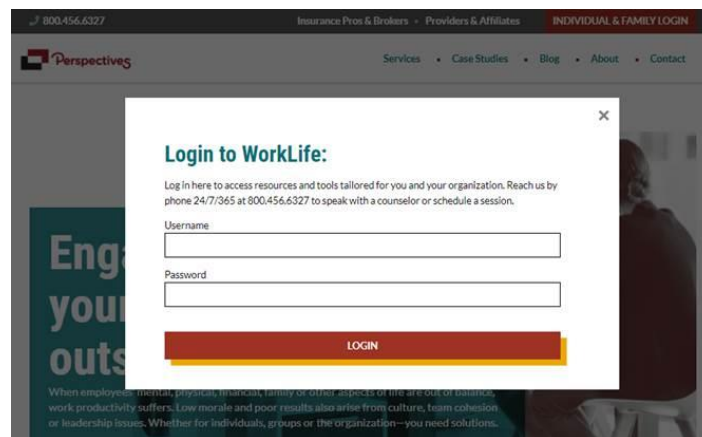 800.456.6327
Insurance Pros & Brokers • Providers & Affiliates
INDIVIDUAL & FAMILY LOGIN
Perspectives
Services • Case Studies • Blog • About • Contact
×
Login to WorkLife:
Log in here to access resources and tools tailored for you and your organization. Reach us by
phone 24/7/365 at 800.456.6327 to speak with a counselor or schedule a session.
Username
Password
LOGIN
Eng
you
outs
When employees' mental, physical, financial, family or other aspects of life are out of balance,
work productivity suffers. Low morale and poor results also arise from culture, team cohesion
or leadership issues. Whether for individuals, groups or the organization—you need solutions.